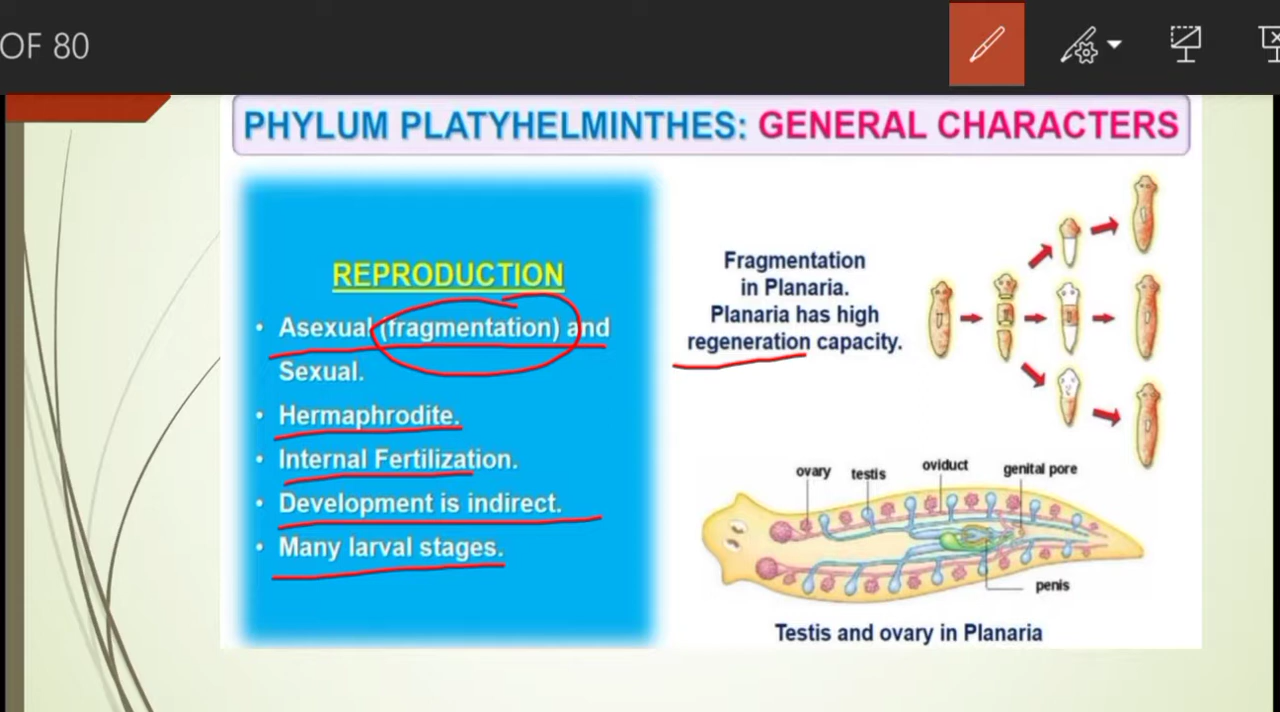 OF 80
PHYLUM PLATYHELMINTHES: GENERAL CHARACTERS
REPRODUCTION
• Asexual (fragmentation) and
Sexual.
• Hermaphrodite.
• Internal Fertilization.
• Development is indirect.
• Many larval stages.
Fragmentation
in Planaria.
Planaria has high
regeneration capacity.
ovary testis oviduct genital pore
penis
Testis and ovary in Planaria